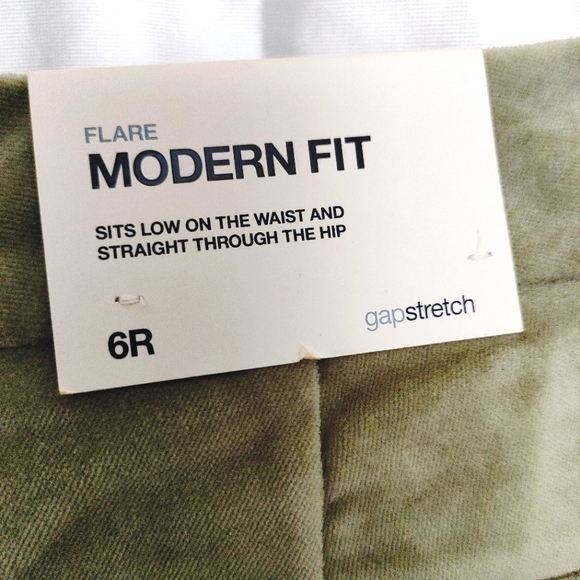 FLARE
MODERN FIT
SITS LOW ON THE WAIST AND
STRAIGHT THROUGH THE HIP
6R
gapstretch